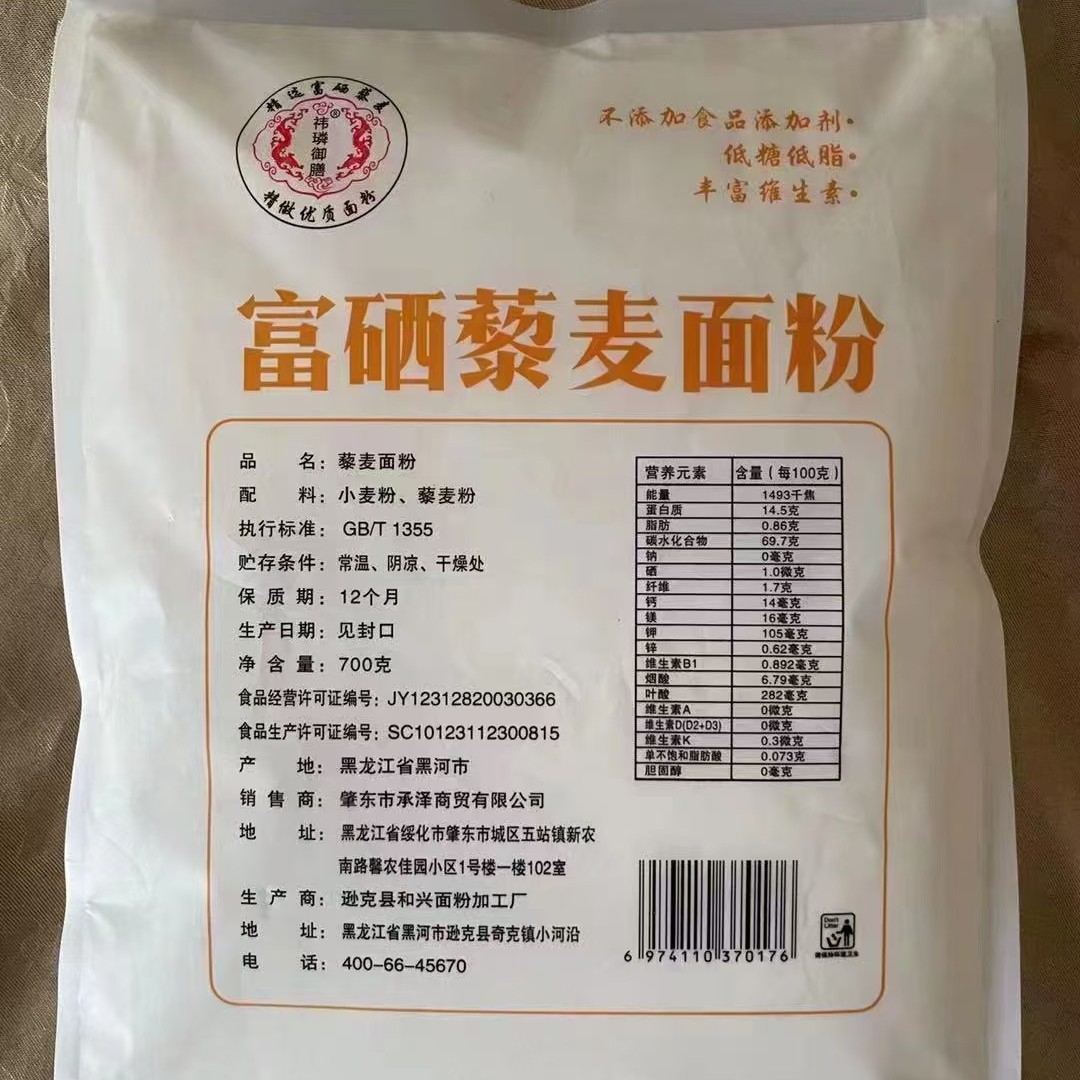 精选富硒藜麦
祎璘御膳®
精做优质面粉
不添加食品添加剂·
低糖低脂·
丰富维生素·
富硒藜麦面粉
品 名：藜麦面粉
配 料：小麦粉、藜麦粉
执行标准：GB/T 1355
贮存条件：常温、阴凉、干燥处
保 质 期：12个月
生产日期：见封口
净 含 量：700克
食品经营许可证编号：JY12312820030366
食品生产许可证编号：SC10123112300815
产 地：黑龙江省黑河市
销 售 商：肇东市承泽商贸有限公司
地 址：黑龙江省绥化市肇东市城区五站镇新农
南路馨农佳园小区1号楼一楼102室
生 产 商：逊克县和兴面粉加工厂
地 址：黑龙江省黑河市逊克县奇克镇小河沿
电 话：400-66-45670
营养元素 含量（每100克）
能量 1493千焦
蛋白质 14.5克
脂肪 0.86克
碳水化合物 69.7克
钠 0毫克
硒 1.0微克
纤维 1.7克
钙 14毫克
镁 16毫克
钾 105毫克
锌 0.62毫克
维生素B1 0.892毫克
烟酸 6.79毫克
叶酸 282毫克
维生素A 0微克
维生素D(D2+D3) 0微克
维生素K 0.3微克
单不饱和脂肪酸 0.073克
胆固醇 0毫克
6 974110 370176
Don't
Litter
请保持环境卫生